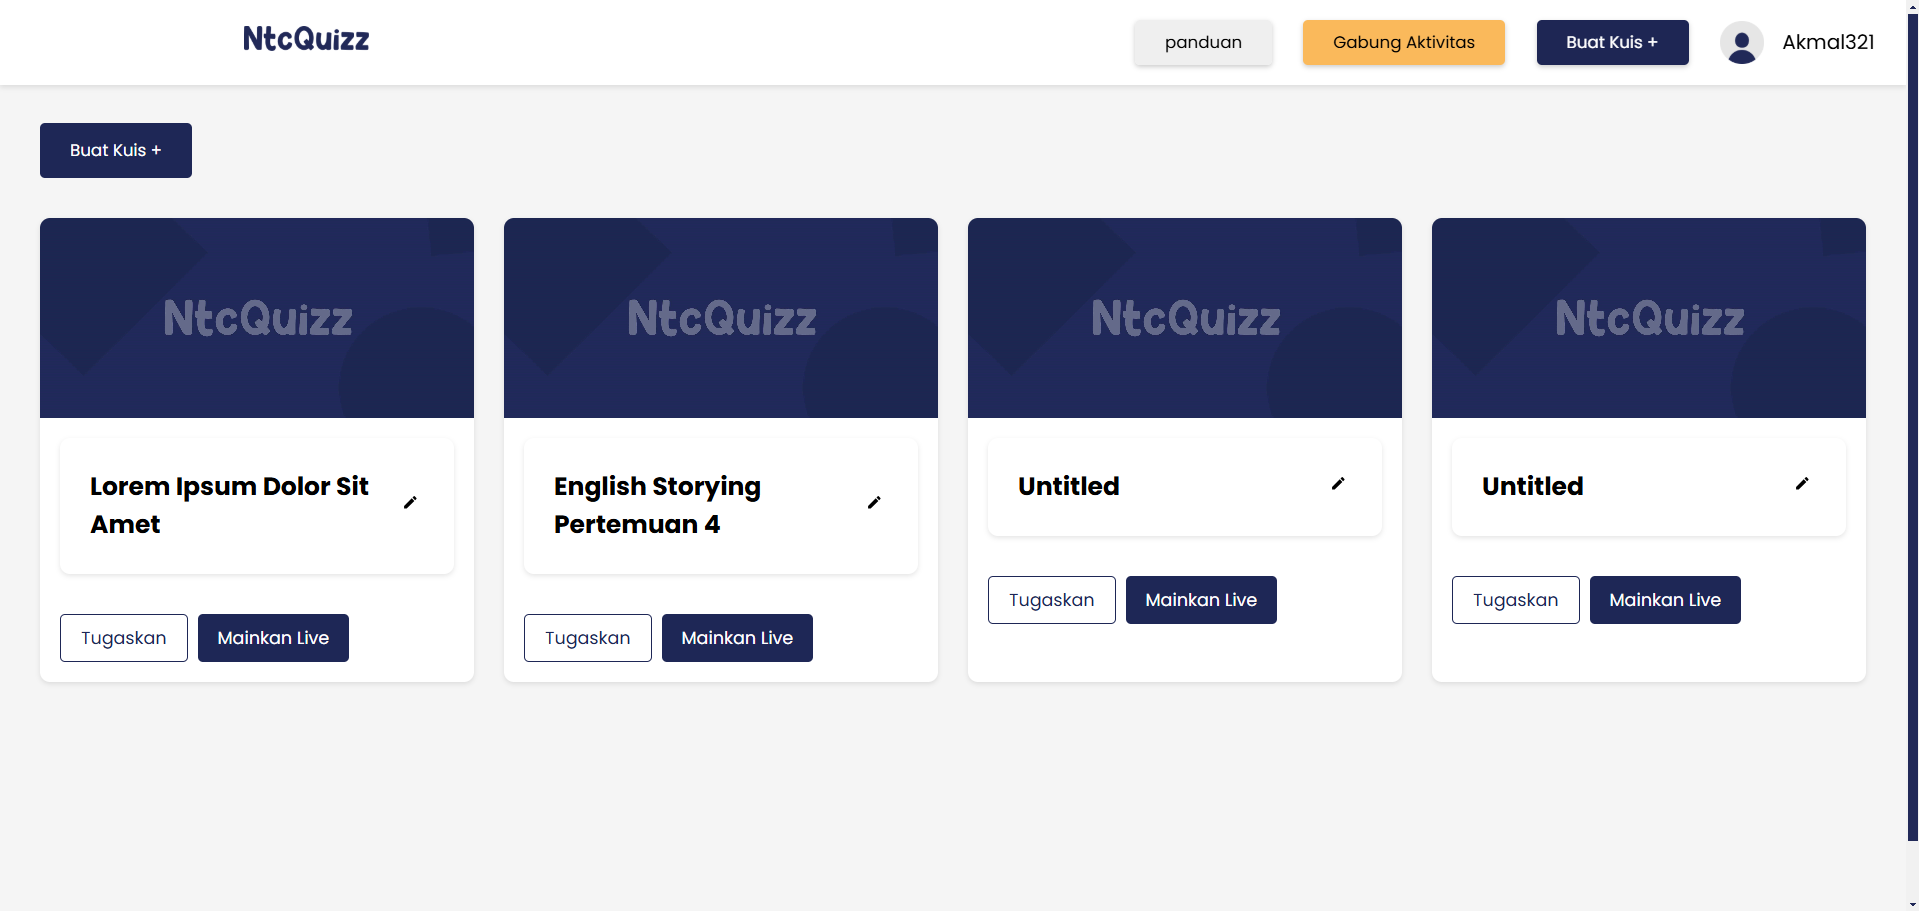 NtcQuizz
panduan
Gabung Aktivitas
Buat Kuis +
Akmal321
Buat Kuis +
NtcQuizz
NtcQuizz
NtcQuizz
NtcQuizz
Lorem Ipsum Dolor Sit
Amet
English Storying
Pertemuan 4
Untitled
Untitled
Tugaskan
Mainkan Live
Tugaskan
Mainkan Live
Tugaskan
Mainkan Live
Tugaskan
Mainkan Live